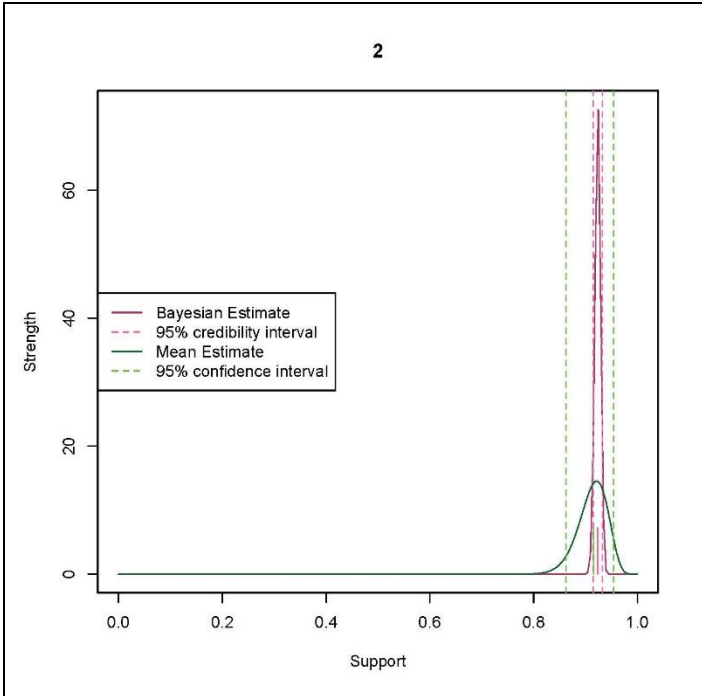 2
Strength
60
40
20
0
Bayesian Estimate
95% credibility interval
Mean Estimate
95% confidence interval
0.0 0.2 0.4 0.6 0.8 1.0
Support